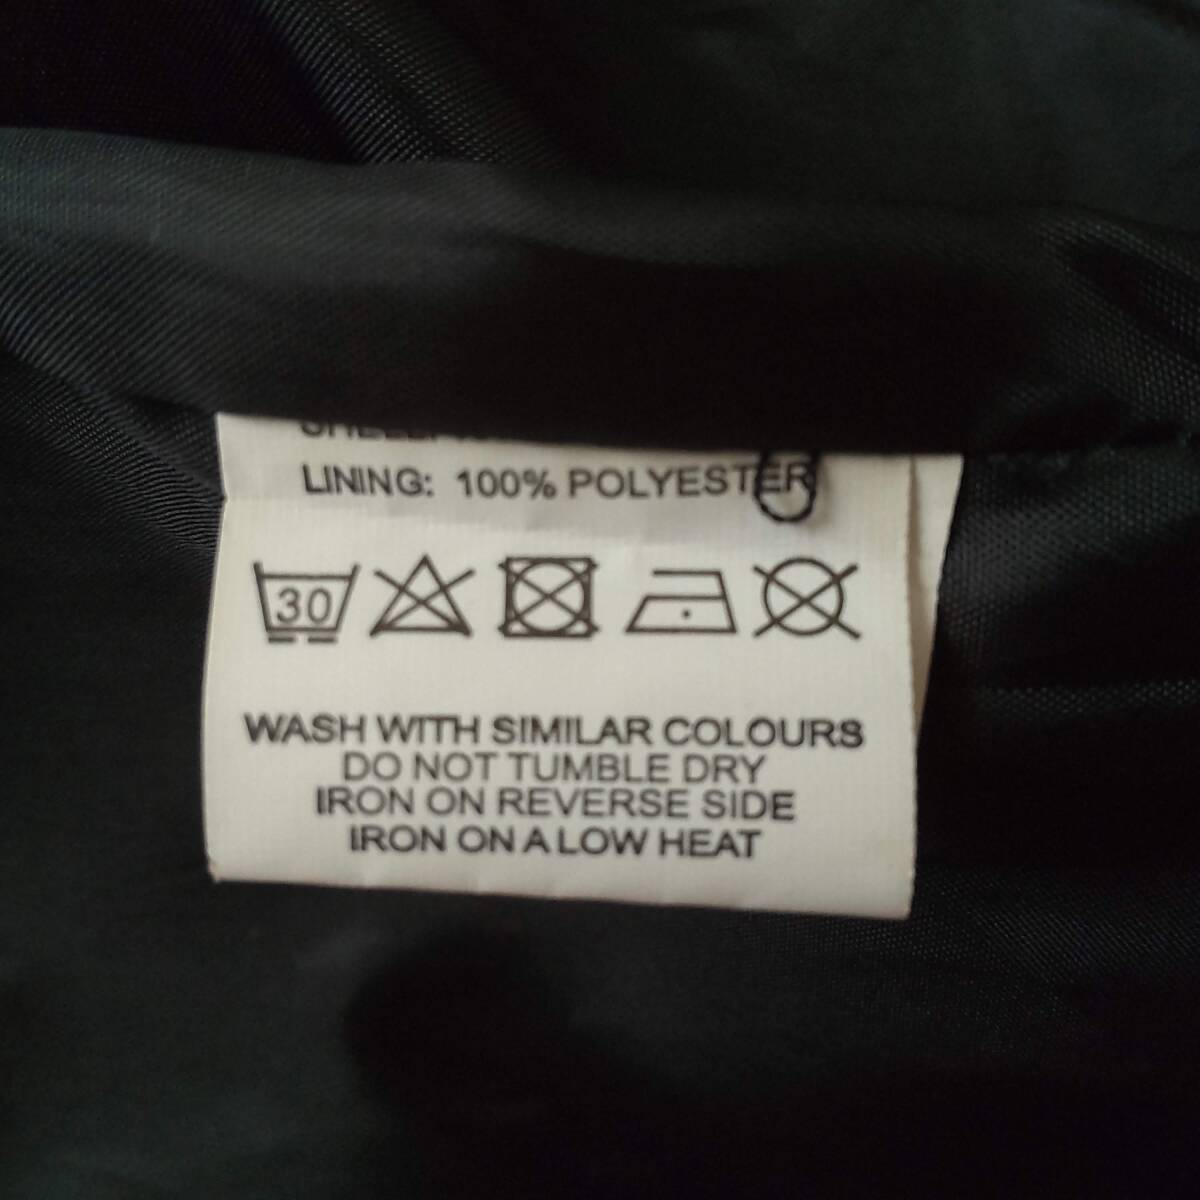 LINING: 100% POLYESTER
30
WASH WITH SIMILAR COLOURS
DO NOT TUMBLE DRY
IRON ON REVERSE SIDE
IRON ON A LOW HEAT